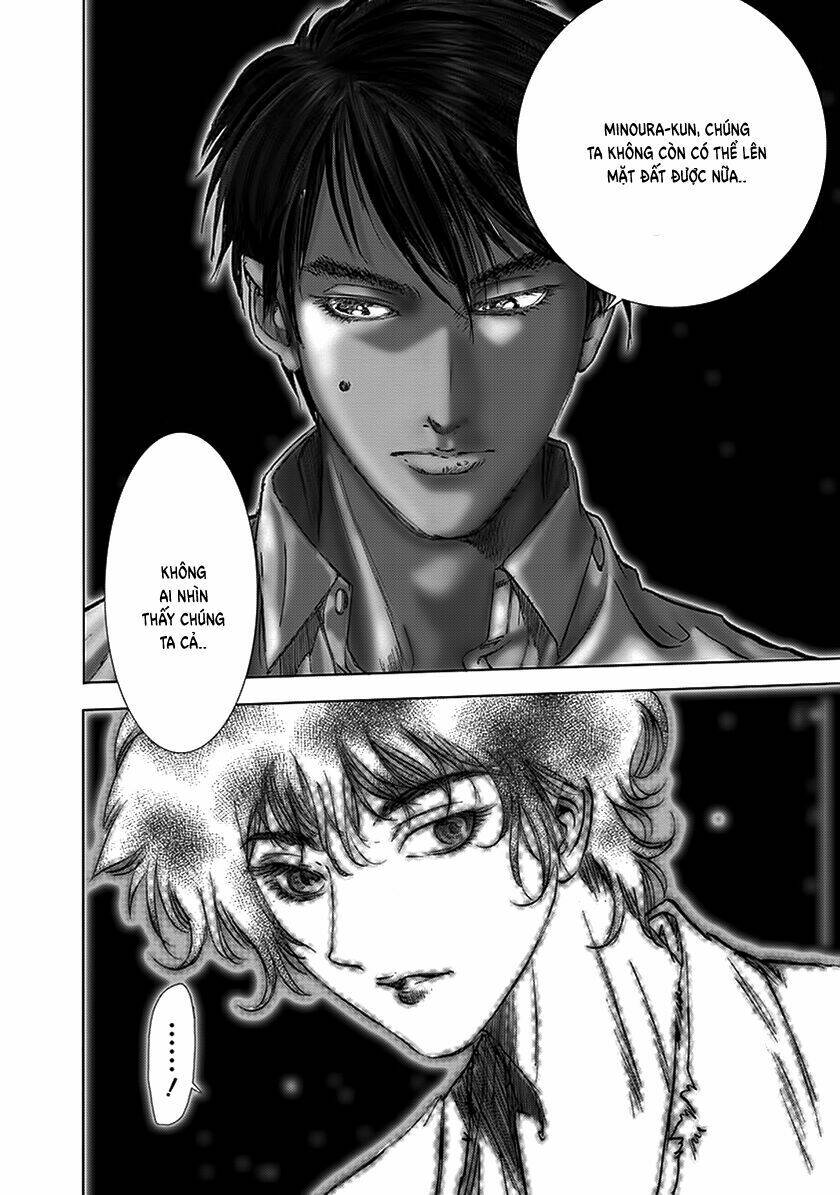 MINOURA-KUN, CHÚNG
TA KHÔNG CÒN CÓ THỂ LÊN
MẶT ĐẤT ĐƯỢC NỮA..
KHÔNG
AI NHÌN
THẤY CHÚNG
TA CẢ..
......!